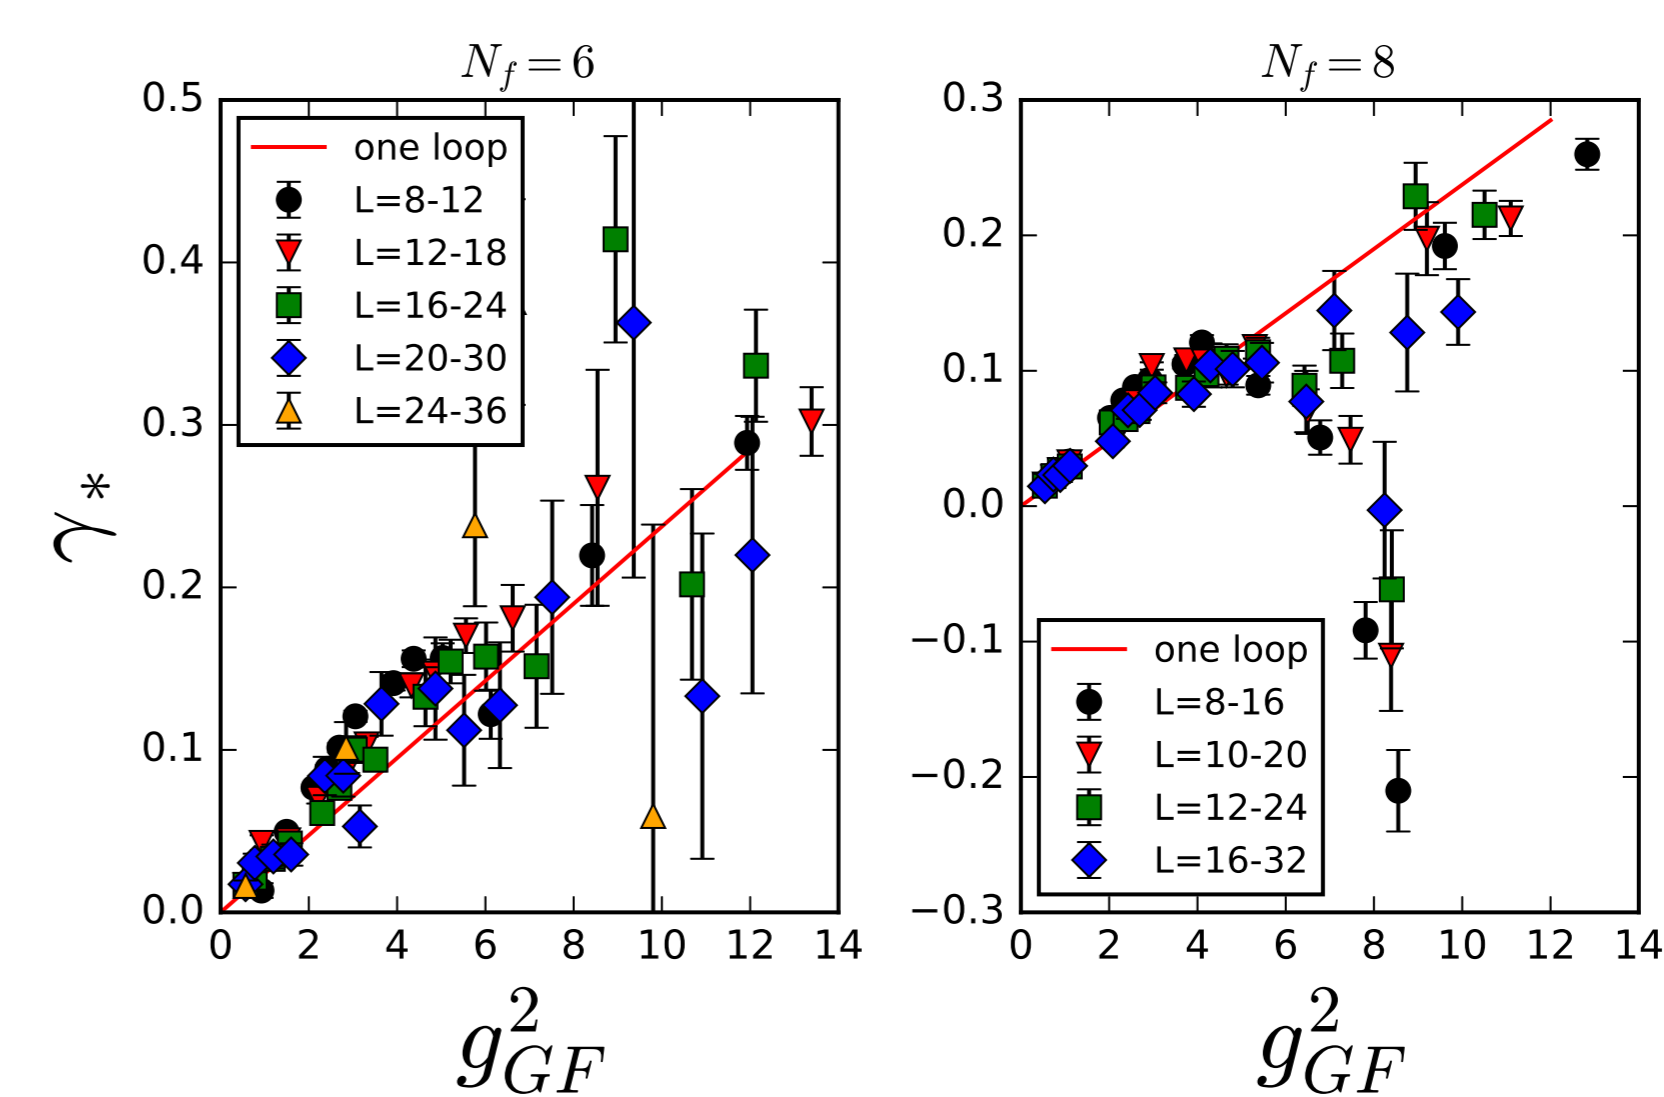 N_f = 6
0.5
0.4
0.3
0.2
0.1
0.0
γ_*
one loop
L=8-12
L=12-18
L=16-24
L=20-30
L=24-36
0 2 4 6 8 10 12 14
g²_GF
N_f = 8
0.3
0.2
0.1
0.0
−0.1
−0.2
−0.3
one loop
L=8-16
L=10-20
L=12-24
L=16-32
0 2 4 6 8 10 12 14
g²_GF